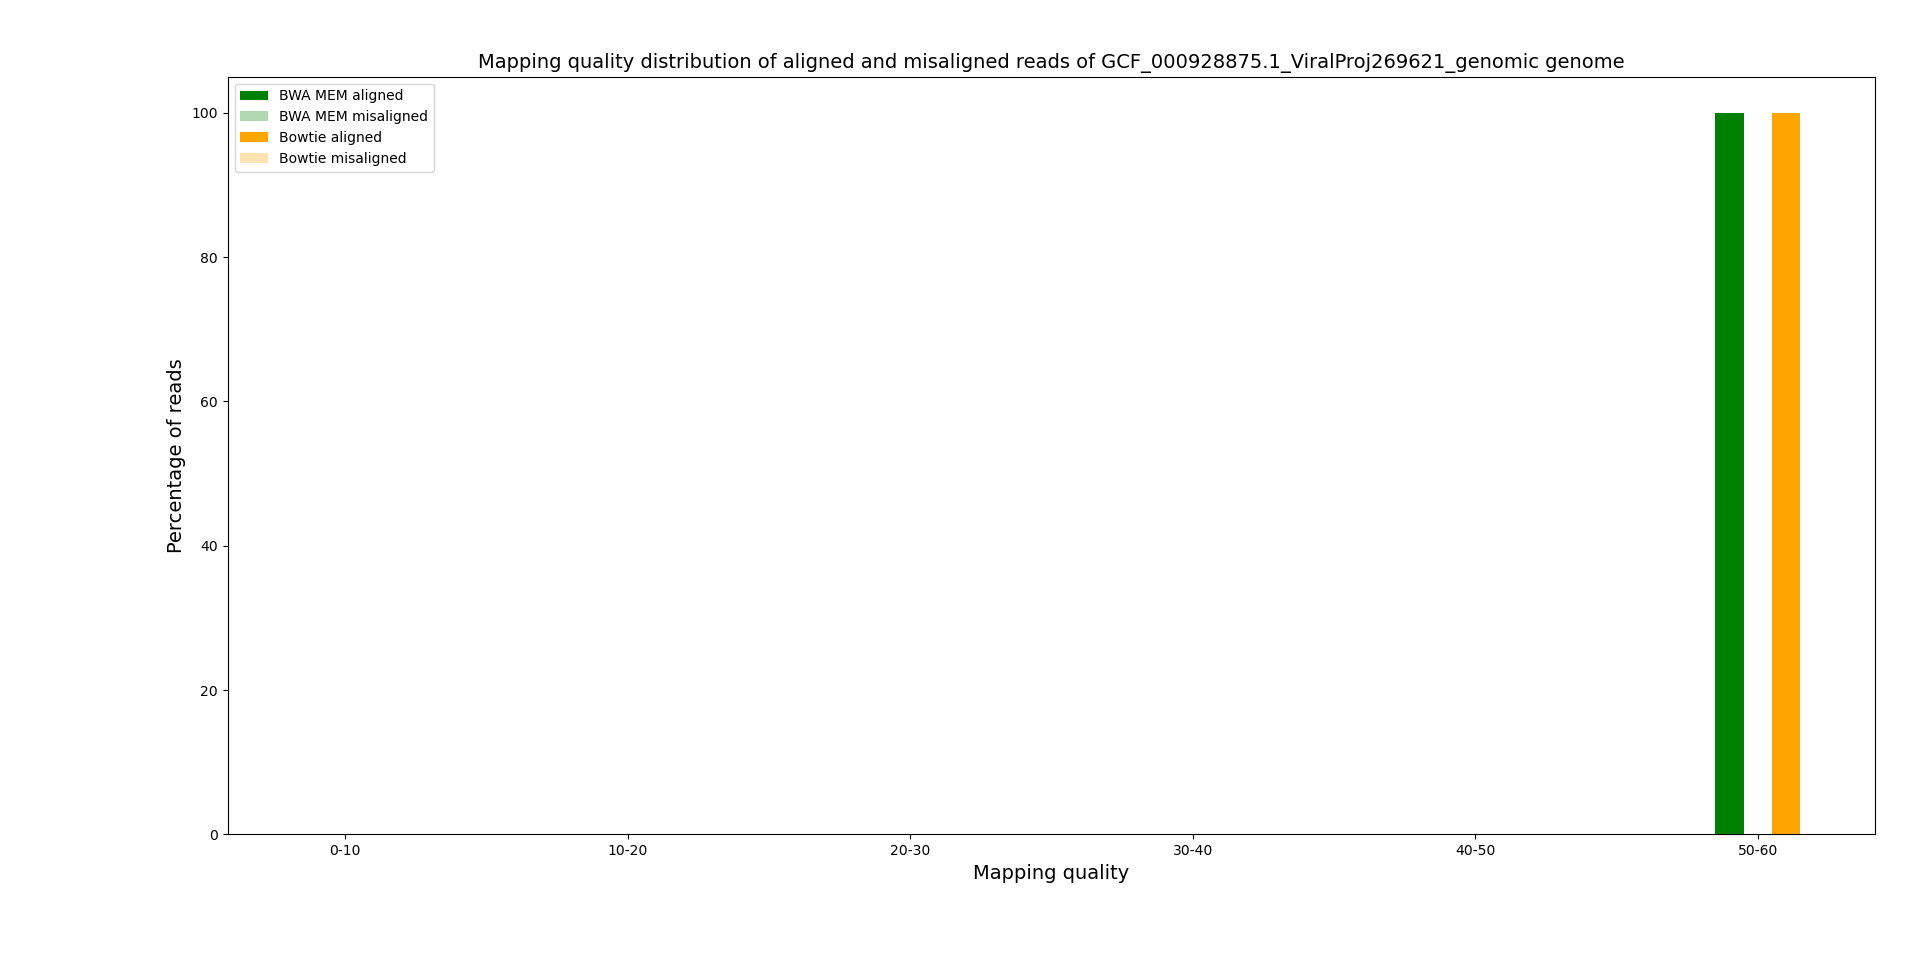 Mapping quality distribution of aligned and misaligned reads of GCF_000928875.1_ViralProj269621_genomic genome
BWA MEM aligned
BWA MEM misaligned
Bowtie aligned
Bowtie misaligned
100
80
60
40
20
0
Percentage of reads
0-10
10-20
20-30
30-40
40-50
50-60
Mapping quality